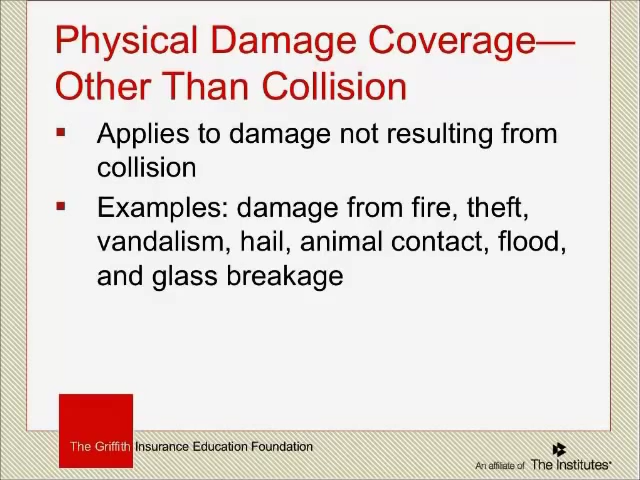 Physical Damage Coverage—
Other Than Collision
Applies to damage not resulting from
collision
Examples: damage from fire, theft,
vandalism, hail, animal contact, flood,
and glass breakage
The Griffith Insurance Education Foundation
An affiliate of The Institutes